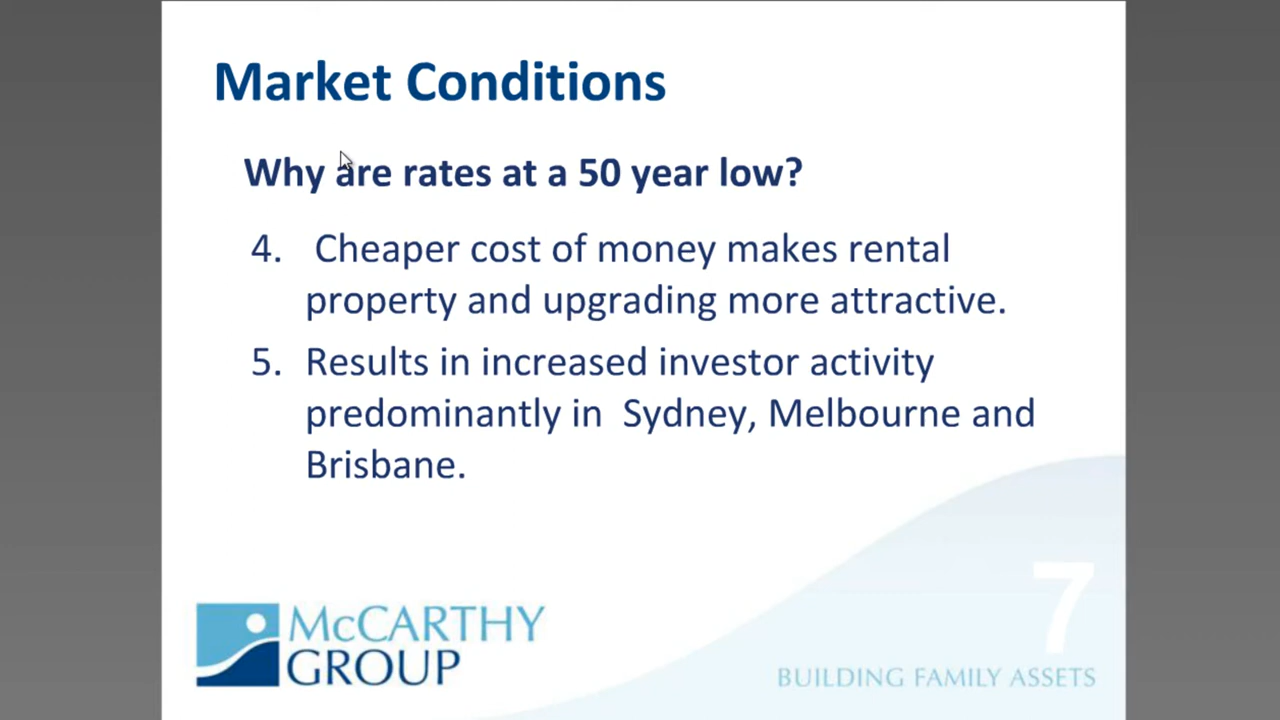 Market Conditions
Why are rates at a 50 year low?
4. Cheaper cost of money makes rental
property and upgrading more attractive.
5. Results in increased investor activity
predominantly in Sydney, Melbourne and
Brisbane.
7
McCARTHY
GROUP
BUILDING FAMILY ASSETS